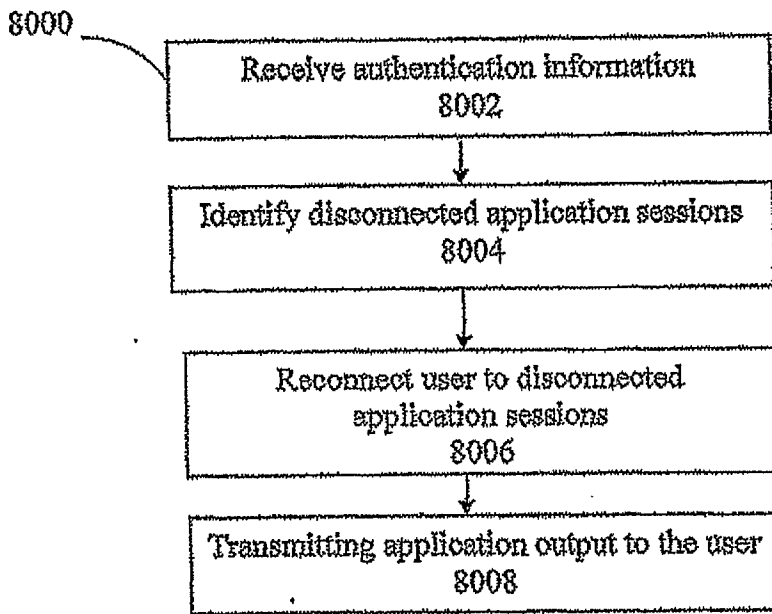 8000
Receive authentication information
8002
Identify disconnected application sessions
8004
Reconnect user to disconnected
application sessions
8006
Transmitting application output to the user
8008